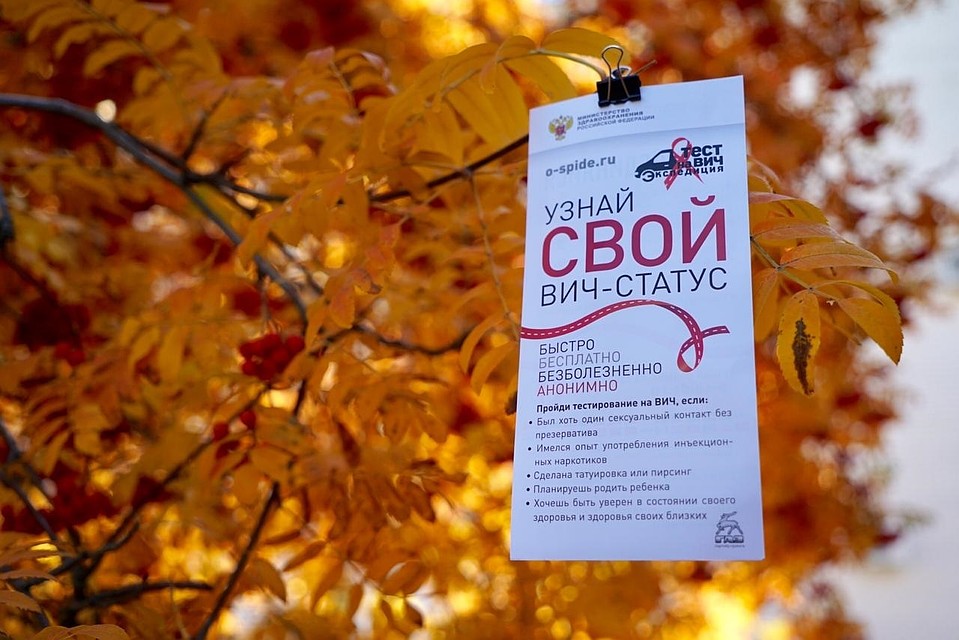 МИНИСТЕРСТВО
ЗДРАВООХРАНЕНИЯ
РОССИЙСКОЙ ФЕДЕРАЦИИ
o-spide.ru
тест
на ВИЧ
Экспедиция
УЗНАЙ
СВОЙ
ВИЧ-СТАТУС
БЫСТРО
БЕСПЛАТНО
БЕЗБОЛЕЗНЕННО
АНОНИМНО
Пройди тестирование на ВИЧ, если:
• Был хоть один сексуальный контакт без
презерватива
• Имелся опыт употребления инъекцион-
ных наркотиков
• Сделана татуировка или пирсинг
• Планируешь родить ребенка
• Хочешь быть уверен в состоянии своего
здоровья и здоровья своих близких